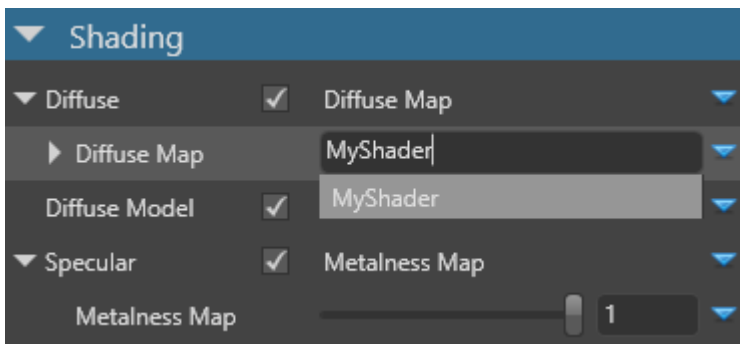 Shading
Diffuse Diffuse Map
Diffuse Map MyShader
MyShader
Diffuse Model
Specular Metalness Map
Metalness Map 1